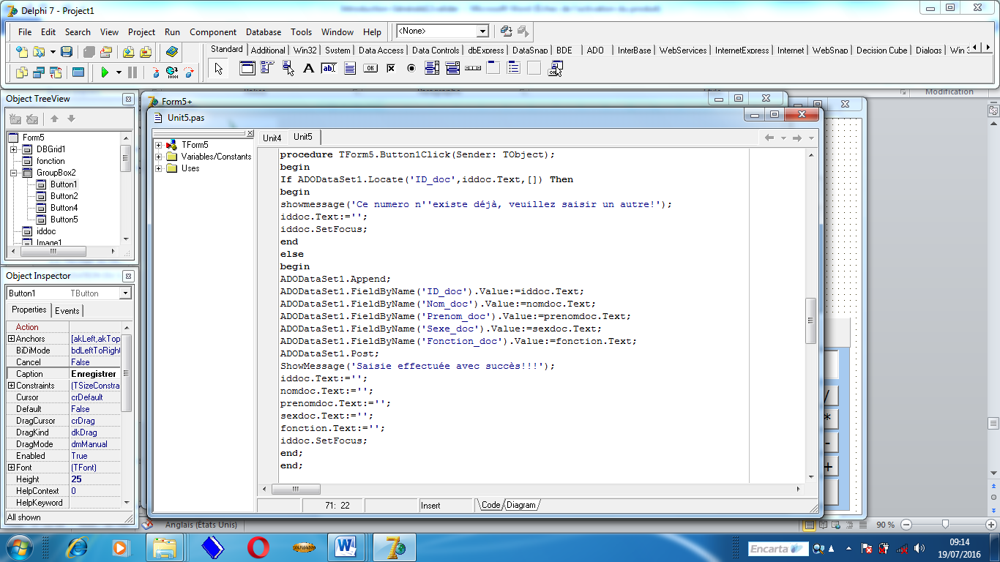 Delphi 7 - Project1
File Edit Search View Project Run Component Database Tools Window Help
<None>
Standard Additional Win32 System Data Access Data Controls dbExpress DataSnap BDE ADO InterBase WebServices InternetExpress Internet WebSnap Decision Cube Dialogs Win
Modification
Object TreeView
Form5
DBGrid1
fonction
GroupBox2
Button1
Button2
Button4
Button5
iddoc
Image1
Object Inspector
Button1 TButton
Properties Events
Action
Anchors [akLeft,akTop
BiDiMode bdLeftToRigh
Cancel False
Caption Enregistrer
Constraints (TSizeConstra
Cursor crDefault
Default False
DragCursor crDrag
DragKind dkDrag
DragMode dmManual
Enabled True
Font (TFont)
Height 25
HelpContext 0
HelpKeyword
All shown
Form5+
Unit5.pas
TForm5
Variables/Constants
Uses
Unit4 Unit5
procedure TForm5.Button1Click(Sender: TObject);
begin
If ADODataSet1.Locate('ID_doc',iddoc.Text,[]) Then
begin
showmessage('Ce numero n''existe déjà, veuillez saisir un autre!');
iddoc.Text:='';
iddoc.SetFocus;
end
else
begin
ADODataSet1.Append;
ADODataSet1.FieldByName('ID_doc').Value:=iddoc.Text;
ADODataSet1.FieldByName('Nom_doc').Value:=nomdoc.Text;
ADODataSet1.FieldByName('Prenom_doc').Value:=prenomdoc.Text;
ADODataSet1.FieldByName('Sexe_doc').Value:=sexdoc.Text;
ADODataSet1.FieldByName('Fonction_doc').Value:=fonction.Text;
ADODataSet1.Post;
ShowMessage('Saisie effectuée avec succès!!!');
iddoc.Text:='';
nomdoc.Text:='';
prenomdoc.Text:='';
sexdoc.Text:='';
fonction.Text:='';
iddoc.SetFocus;
end;
end;
71: 22 Insert Code Diagram
/
*
-
+
Anglais (États Unis) 90 %
Encarta
09:14
19/07/2016